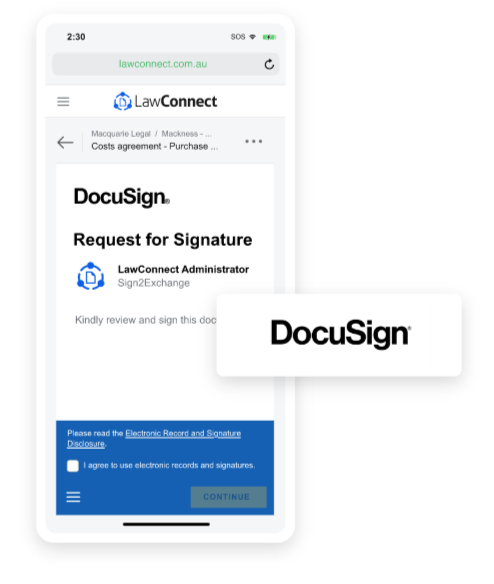 2:30 SOS
lawconnect.com.au
LawConnect
Macquarie Legal / Mackness - ...
Costs agreement - Purchase ...
DocuSign®
Request for Signature
LawConnect Administrator
Sign2Exchange
Kindly review and sign this doc
DocuSign®
Please read the Electronic Record and Signature
Disclosure.
I agree to use electronic records and signatures.
CONTINUE